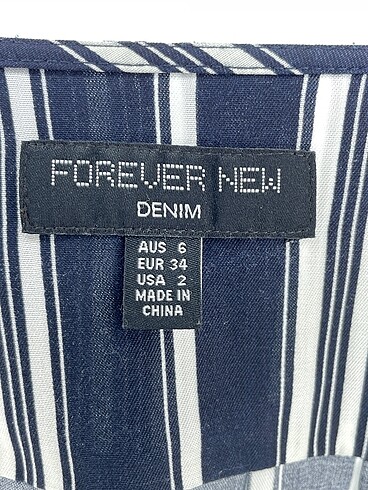 FOREVER NEW
DENIM
AUS 6
EUR 34
USA 2
MADE IN
CHINA